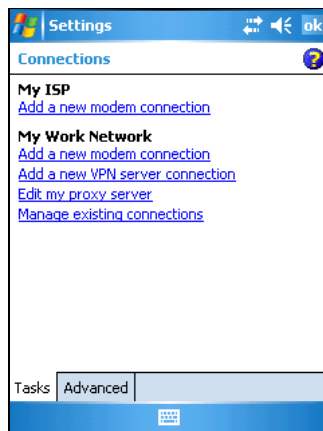 Settings
ok
Connections
?
My ISP
Add a new modem connection
My Work Network
Add a new modem connection
Add a new VPN server connection
Edit my proxy server
Manage existing connections
Tasks
Advanced